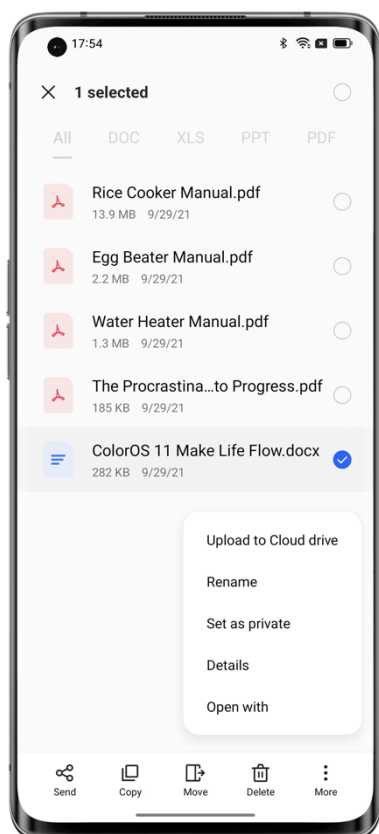 17:54
1 selected
All DOC XLS PPT PDF
Rice Cooker Manual.pdf
13.9 MB 9/29/21
Egg Beater Manual.pdf
2.2 MB 9/29/21
Water Heater Manual.pdf
1.3 MB 9/29/21
The Procrastina...to Progress.pdf
185 KB 9/29/21
ColorOS 11 Make Life Flow.docx
282 KB 9/29/21
Upload to Cloud drive
Rename
Set as private
Details
Open with
Send Copy Move Delete More